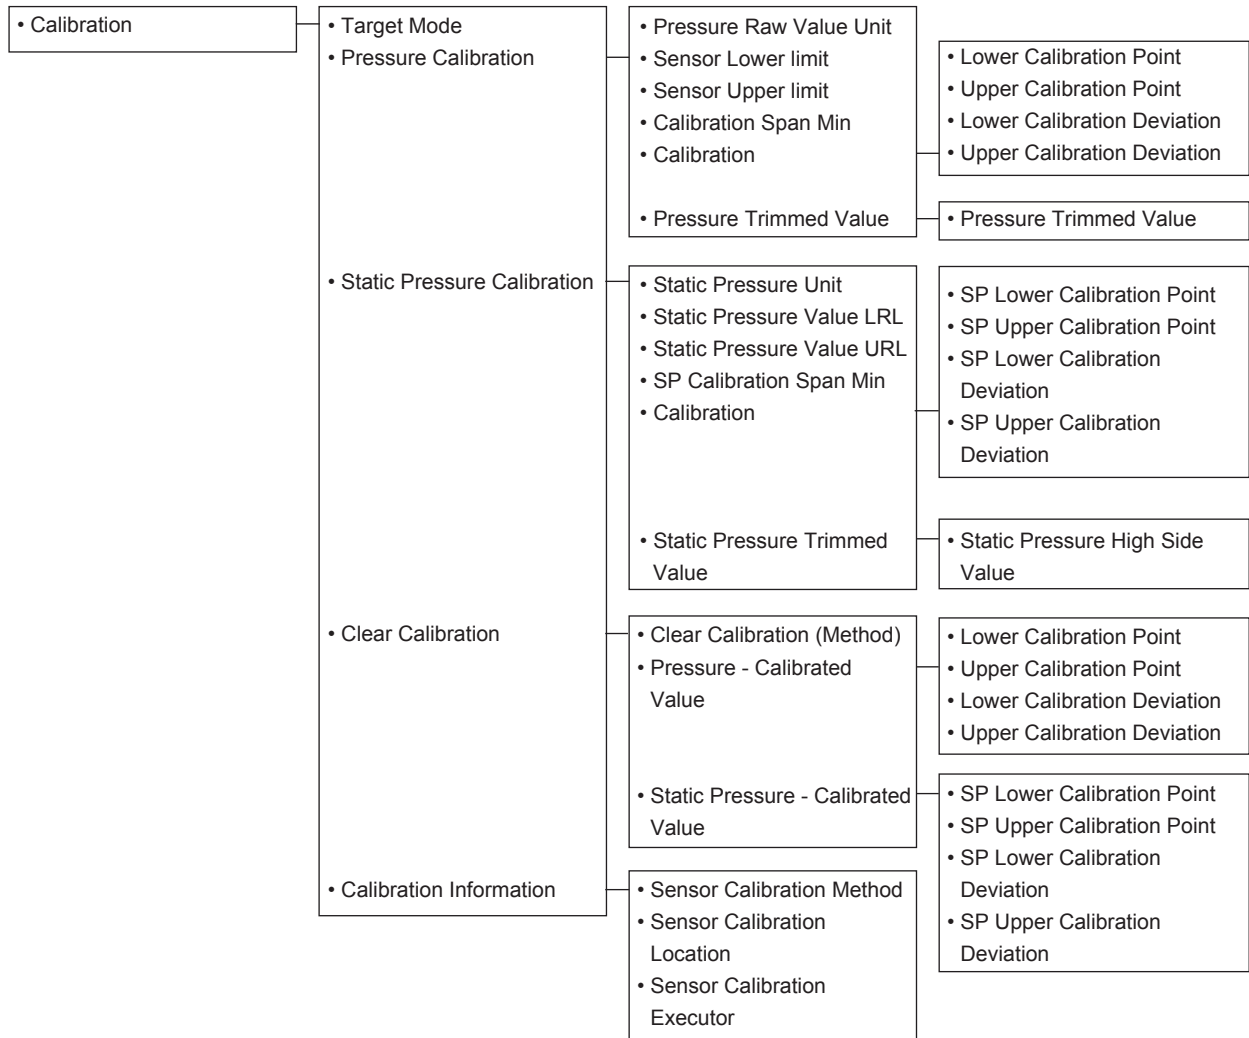 • Calibration
• Target Mode
• Pressure Calibration
• Static Pressure Calibration
• Clear Calibration
• Calibration Information
• Pressure Raw Value Unit
• Sensor Lower limit
• Sensor Upper limit
• Calibration Span Min
• Calibration
• Pressure Trimmed Value
• Lower Calibration Point
• Upper Calibration Point
• Lower Calibration Deviation
• Upper Calibration Deviation
• Pressure Trimmed Value
• Static Pressure Unit
• Static Pressure Value LRL
• Static Pressure Value URL
• SP Calibration Span Min
• Calibration
• Static Pressure Trimmed
Value
• SP Lower Calibration Point
• SP Upper Calibration Point
• SP Lower Calibration
Deviation
• SP Upper Calibration
Deviation
• Static Pressure High Side
Value
• Clear Calibration (Method)
• Pressure - Calibrated
Value
• Static Pressure - Calibrated
Value
• Lower Calibration Point
• Upper Calibration Point
• Lower Calibration Deviation
• Upper Calibration Deviation
• SP Lower Calibration Point
• SP Upper Calibration Point
• SP Lower Calibration
Deviation
• SP Upper Calibration
Deviation
• Sensor Calibration Method
• Sensor Calibration
Location
• Sensor Calibration
Executor